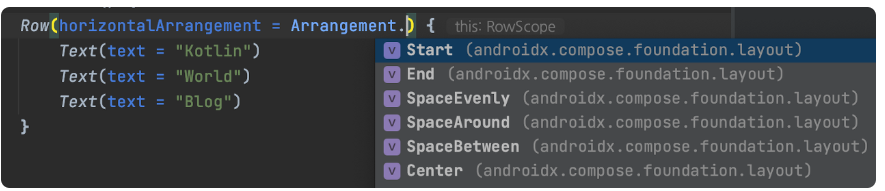 Row(horizontalArrangement = Arrangement.) { this: RowScope
Text(text = "Kotlin")
Text(text = "World")
Text(text = "Blog")
}
v Start (androidx.compose.foundation.layout)
v End (androidx.compose.foundation.layout)
v SpaceEvenly (androidx.compose.foundation.layout)
v SpaceAround (androidx.compose.foundation.layout)
v SpaceBetween (androidx.compose.foundation.layout)
v Center (androidx.compose.foundation.layout)